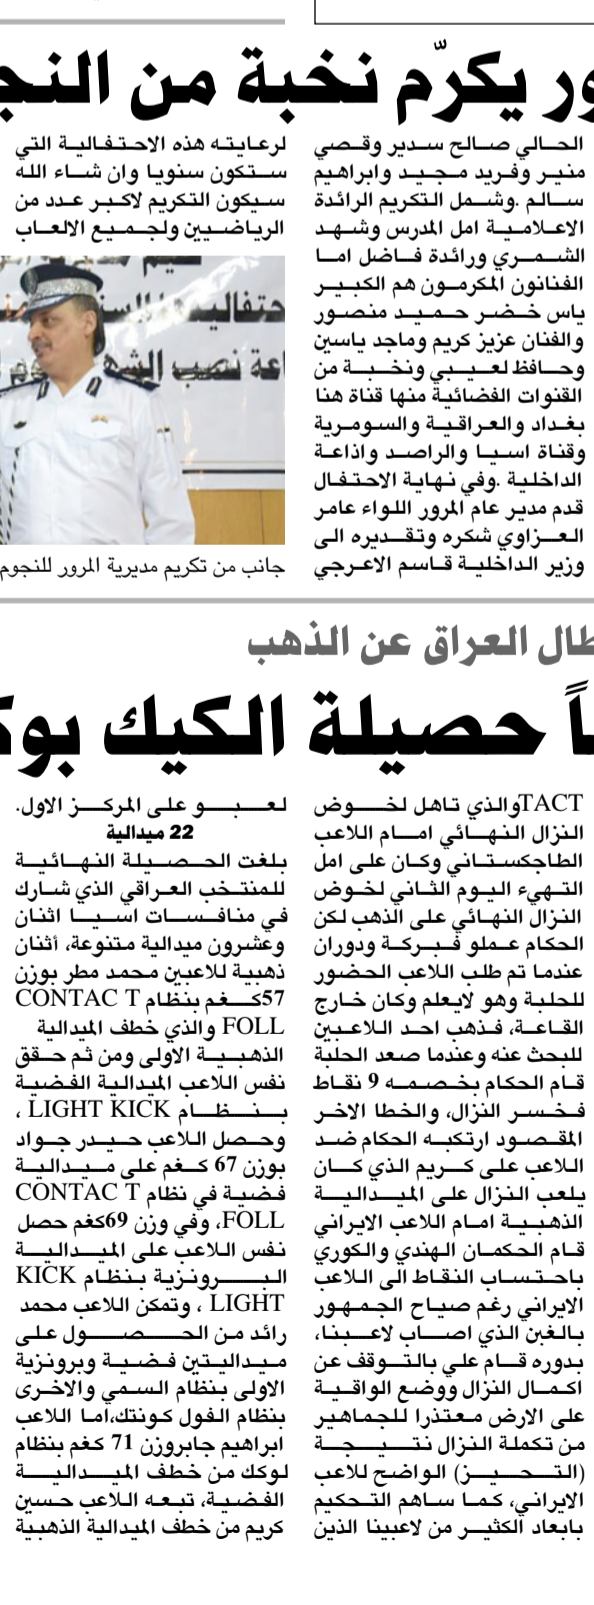 ور يكرّم نخبة من النج
الحالي صالح سدير وقصي
منير وفريد مجيد وابراهيم
سالم .وشمل التكريم الرائدة
الاعلامية امل المدرس وشهد
الشمري ورائدة فاضل اما
الفنانون المكرمون هم الكبير
ياس خضر حميد منصور
والفنان عزيز كريم وماجد ياسين
وحافظ لعيبي ونخبة من
القنوات الفضائية منها قناة هنا
بغداد والعراقية والسومرية
وقناة اسيا والراصد واذاعة
الداخلية .وفي نهاية الاحتفال
قدم مدير عام المرور اللواء عامر
العزاوي شكره وتقديره الى
وزير الداخلية قاسم الاعرجي
لرعايته هذه الاحتفالية التي
ستكون سنويا وان شاء الله
سيكون التكريم لاكبر عدد من
الرياضيين ولجميع الالعاب
جانب من تكريم مديرية المرور للنجوم
طال العراق عن الذهب
اً حصيلة الكيك بوك
TACTوالذي تاهل لخوض
النزال النهائي امام اللاعب
الطاجكستاني وكان على امل
التهيء اليوم الثاني لخوض
النزال النهائي على الذهب لكن
الحكام عملو فبركة ودوران
عندما تم طلب اللاعب الحضور
للحلبة وهو لايعلم وكان خارج
القاعة، فذهب احد اللاعبين
للبحث عنه وعندما صعد الحلبة
قام الحكام بخصمه 9 نقاط
فخسر النزال، والخطا الاخر
المقصود ارتكبه الحكام ضد
اللاعب علي كريم الذي كان
يلعب النزال على الميدالية
الذهبية امام اللاعب الايراني
قام الحكمان الهندي والكوري
باحتساب النقاط الى اللاعب
الايراني رغم صياح الجمهور
بالغبن الذي اصاب لاعبنا،
بدوره قام علي بالتوقف عن
اكمال النزال ووضع الواقية
على الارض معتذرا للجماهير
من تكملة النزال نتيجة
(التحيز) الواضح للاعب
الايراني، كما ساهم التحكيم
بابعاد الكثير من لاعبينا الذين
لعبو على المركز الاول.
22 ميدالية
بلغت الحصيلة النهائية
للمنتخب العراقي الذي شارك
في منافسات اسيا اثنان
وعشرون ميدالية متنوعة، أثنان
ذهبية للاعبين محمد مطر بوزن
57كغم بنظام CONTAC T
FOLL والذي خطف الميدالية
الذهبية الاولى ومن ثم حقق
نفس اللاعب الميدالية الفضية
بنظام LIGHT KICK ،
وحصل اللاعب حيدر جواد
بوزن 67 كغم على ميدالية
فضية في نظام CONTAC T
FOLL، وفي وزن 69كغم حصل
نفس اللاعب على الميدالية
البرونزية بنظام KICK
LIGHT ، وتمكن اللاعب محمد
رائد من الحصول على
ميداليتين فضية وبرونزية
الاولى بنظام السمي والاخرى
بنظام الفول كونتك،اما اللاعب
ابراهيم جابروزن 71 كغم بنظام
لوكك من خطف الميدالية
الفضية، تبعه اللاعب حسين
كريم من خطف الميدالية الذهبية